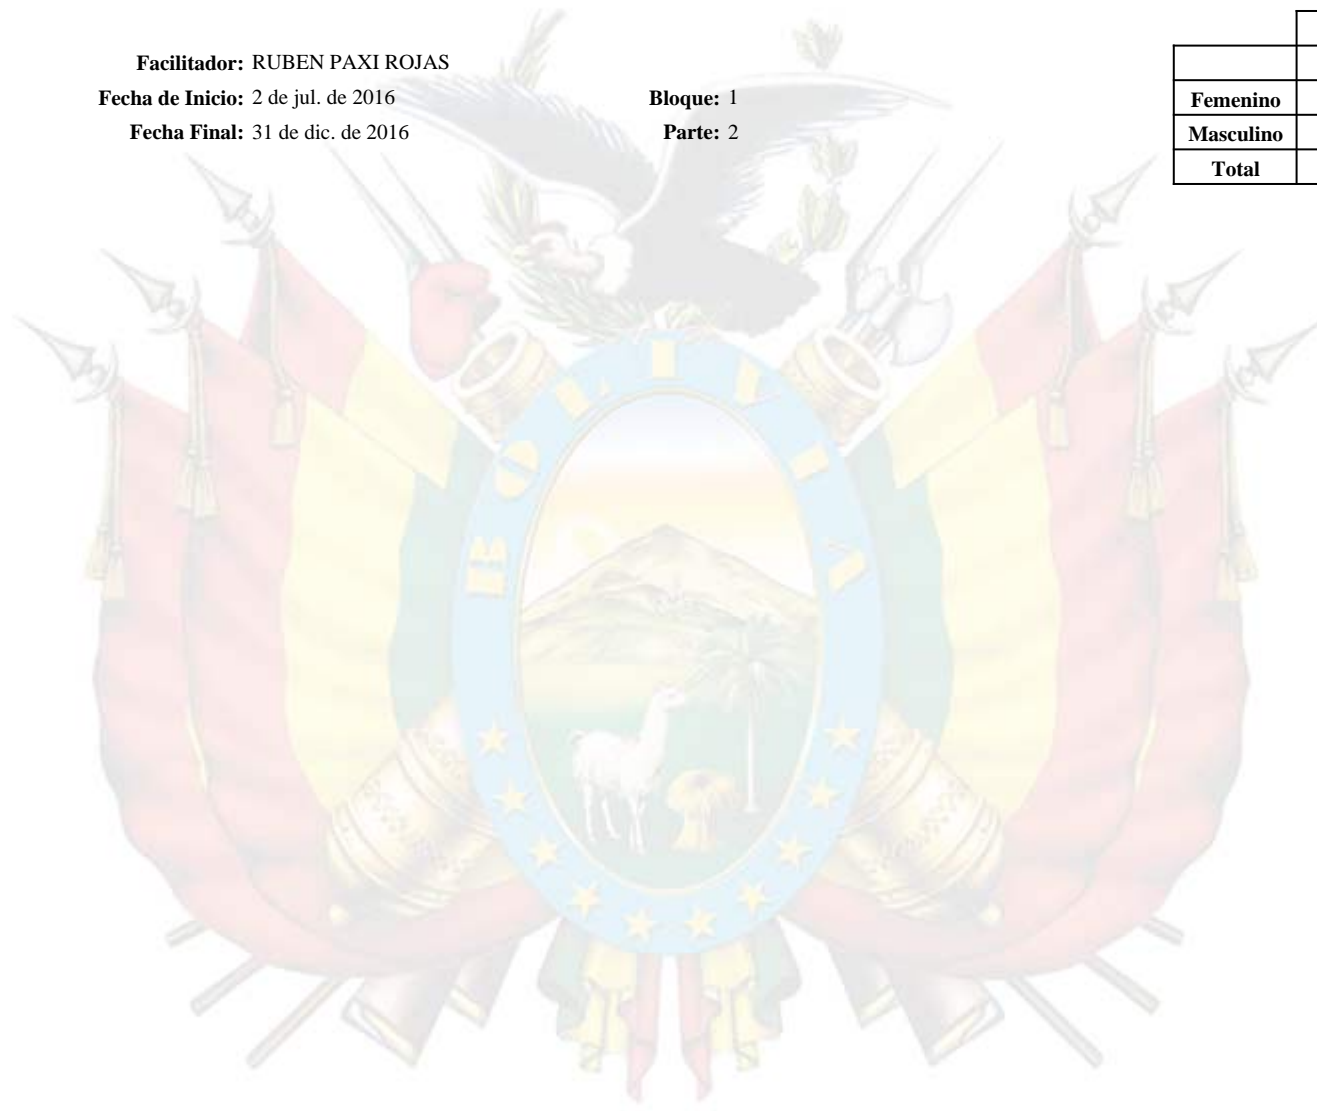 Facilitador: RUBEN PAXI ROJAS
Fecha de Inicio: 2 de jul. de 2016 Bloque: 1
Fecha Final: 31 de dic. de 2016 Parte: 2
Femenino
Masculino
Total
BOLIVIA